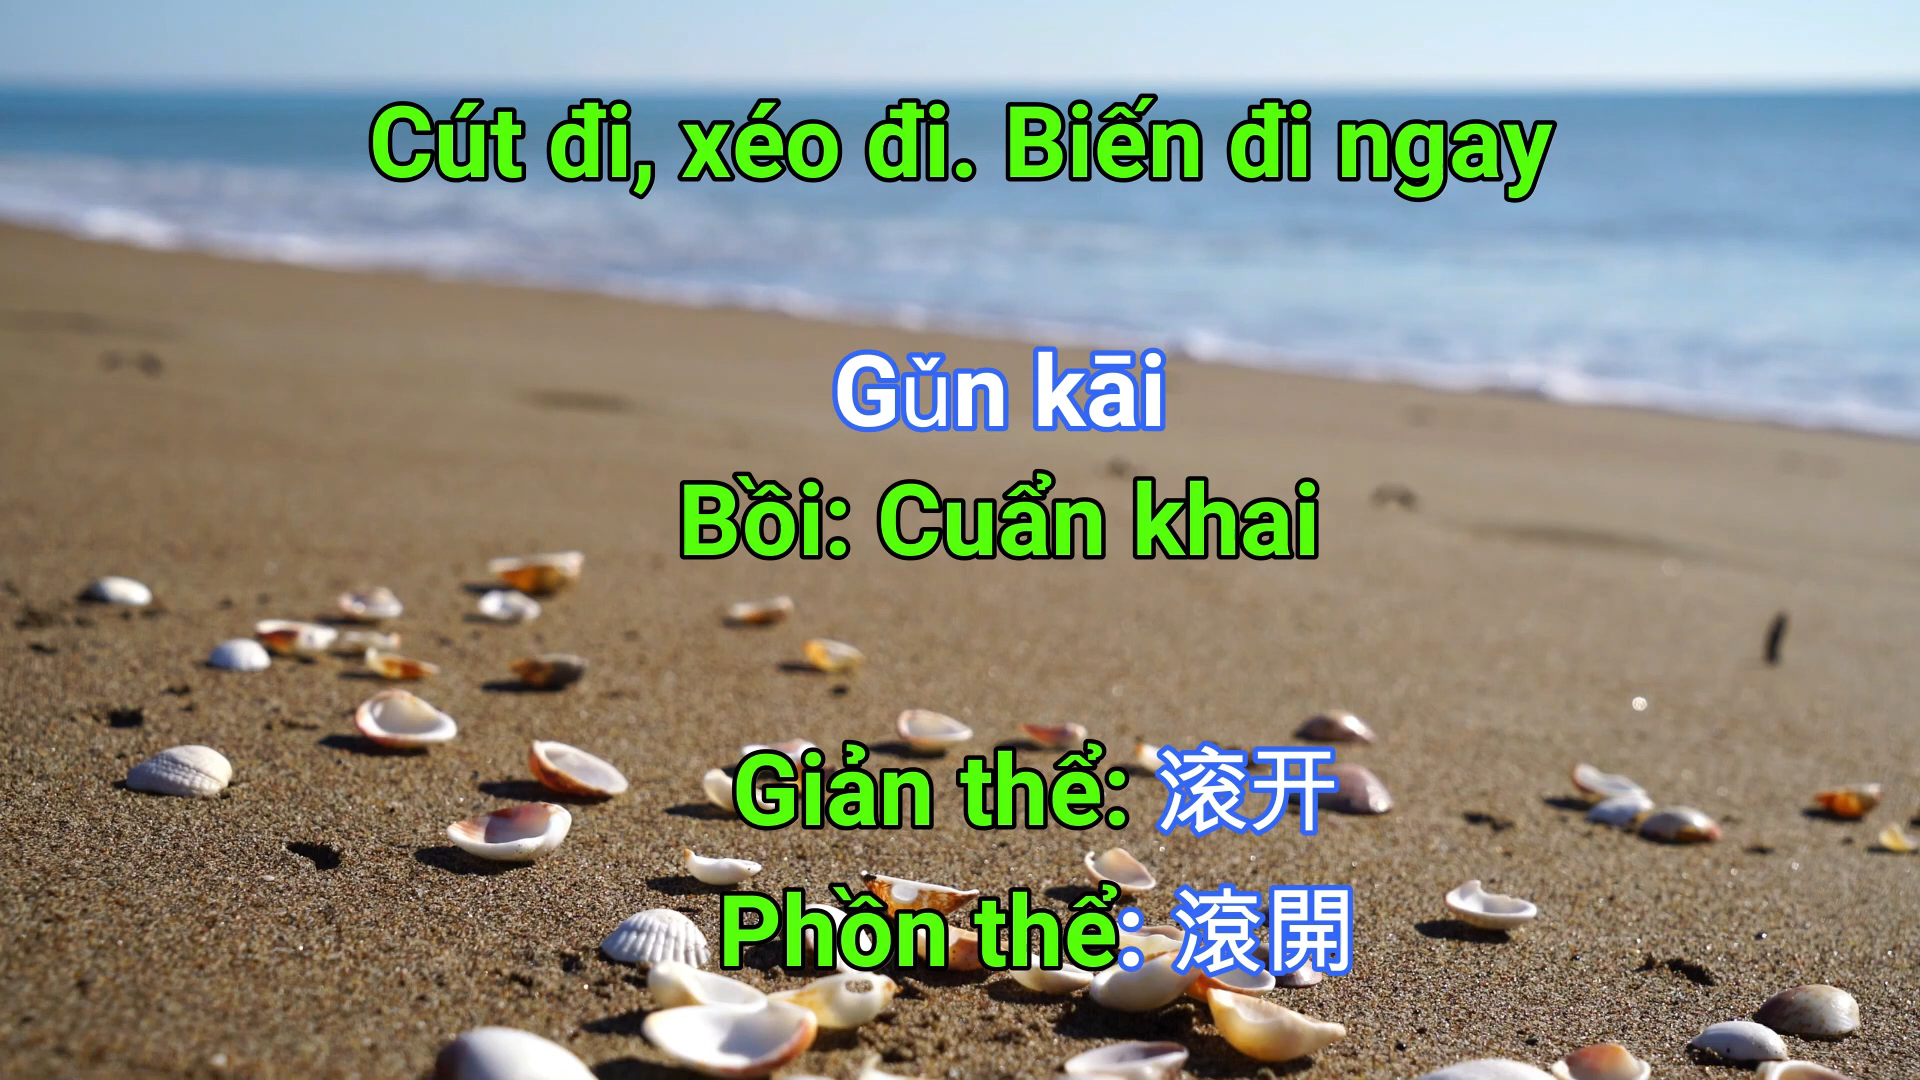 Cút đi, xéo đi. Biến đi ngay
Gǔn kāi
Bồi: Cuẩn khai
Giản thể: 滚开
Phồn thể: 滾開